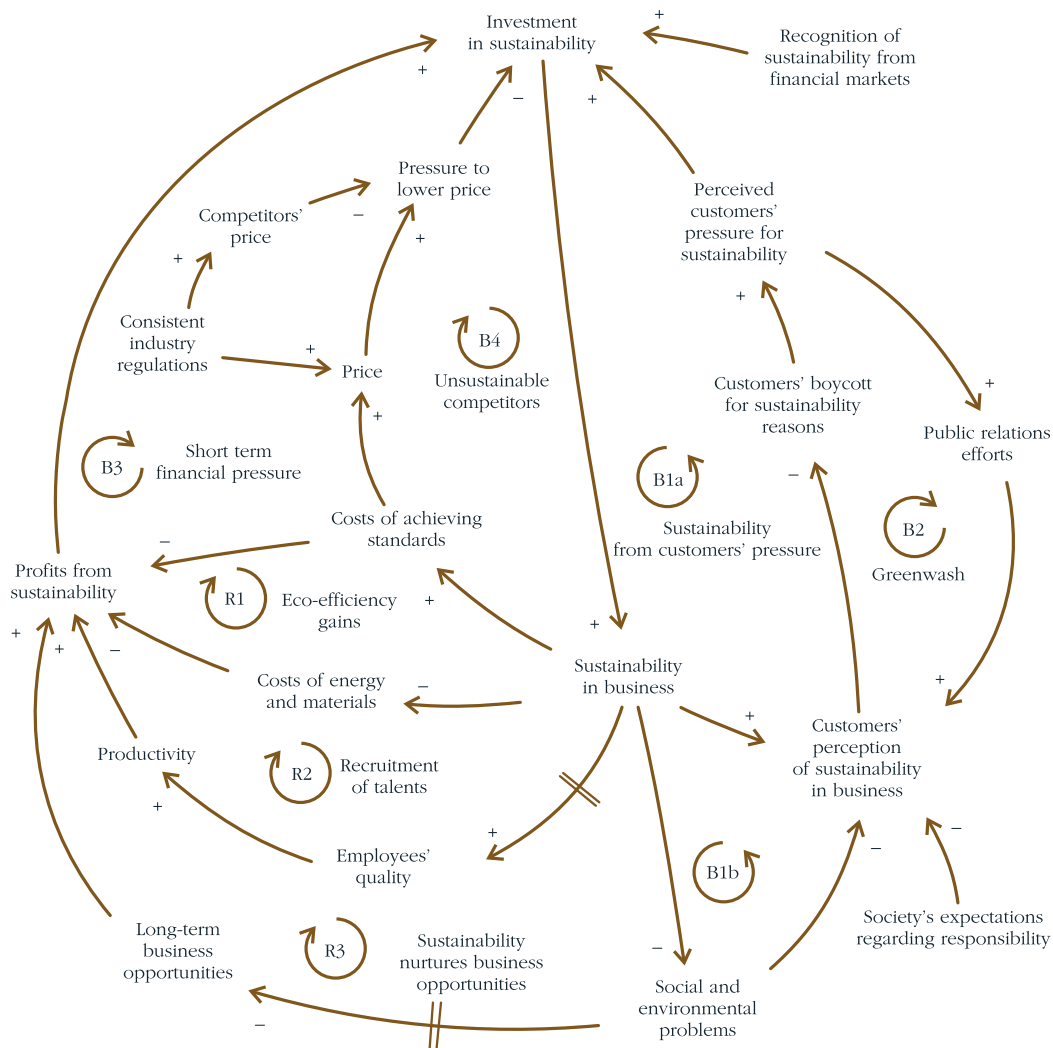 Investment
in sustainability
+
Recognition of
sustainability from
financial markets
+
–
+
Pressure to
lower price
Perceived
customers’
pressure for
sustainability
Competitors’
price
–
+
+
+
Consistent
industry
regulations
+
Price
B4
Unsustainable
competitors
Customers’ boycott
for sustainability
reasons
+
+
Public relations
efforts
B3
Short term
financial pressure
B1a
–
Costs of achieving
standards
Sustainability
from customers’ pressure
B2
Greenwash
–
Profits from
sustainability
R1
Eco-efficiency
gains
+
+
+
+
–
Sustainability
in business
Costs of energy
and materials
–
+
+
Customers’
perception
of sustainability
in business
Productivity
R2
Recruitment
of talents
+
+
–
–
Employees’
quality
B1b
Society’s expectations
regarding responsibility
Long-term
business
opportunities
R3
Sustainability
nurtures business
opportunities
–
Social and
environmental
problems
–